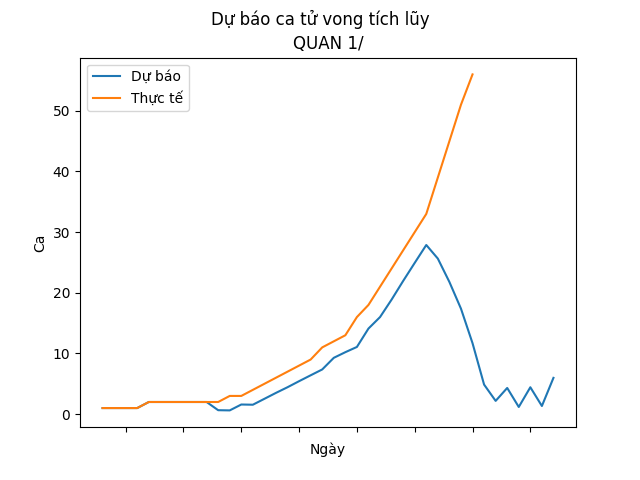 Dự báo ca tử vong tích lũy
QUAN 1/
Dự báo
Thực tế
50
40
30
20
10
0
Ca
Ngày